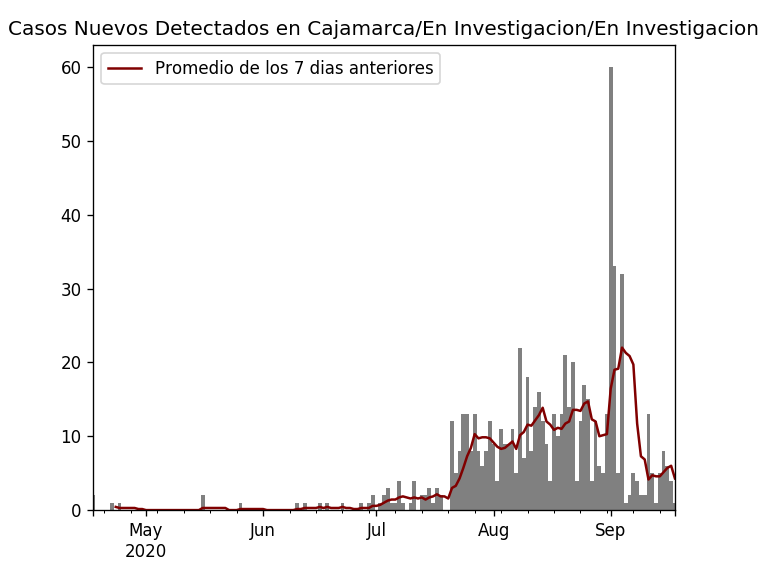 Casos Nuevos Detectados en Cajamarca/En Investigacion/En Investigacion
Promedio de los 7 dias anteriores
60
50
40
30
20
10
0
May
2020
Jun
Jul
Aug
Sep